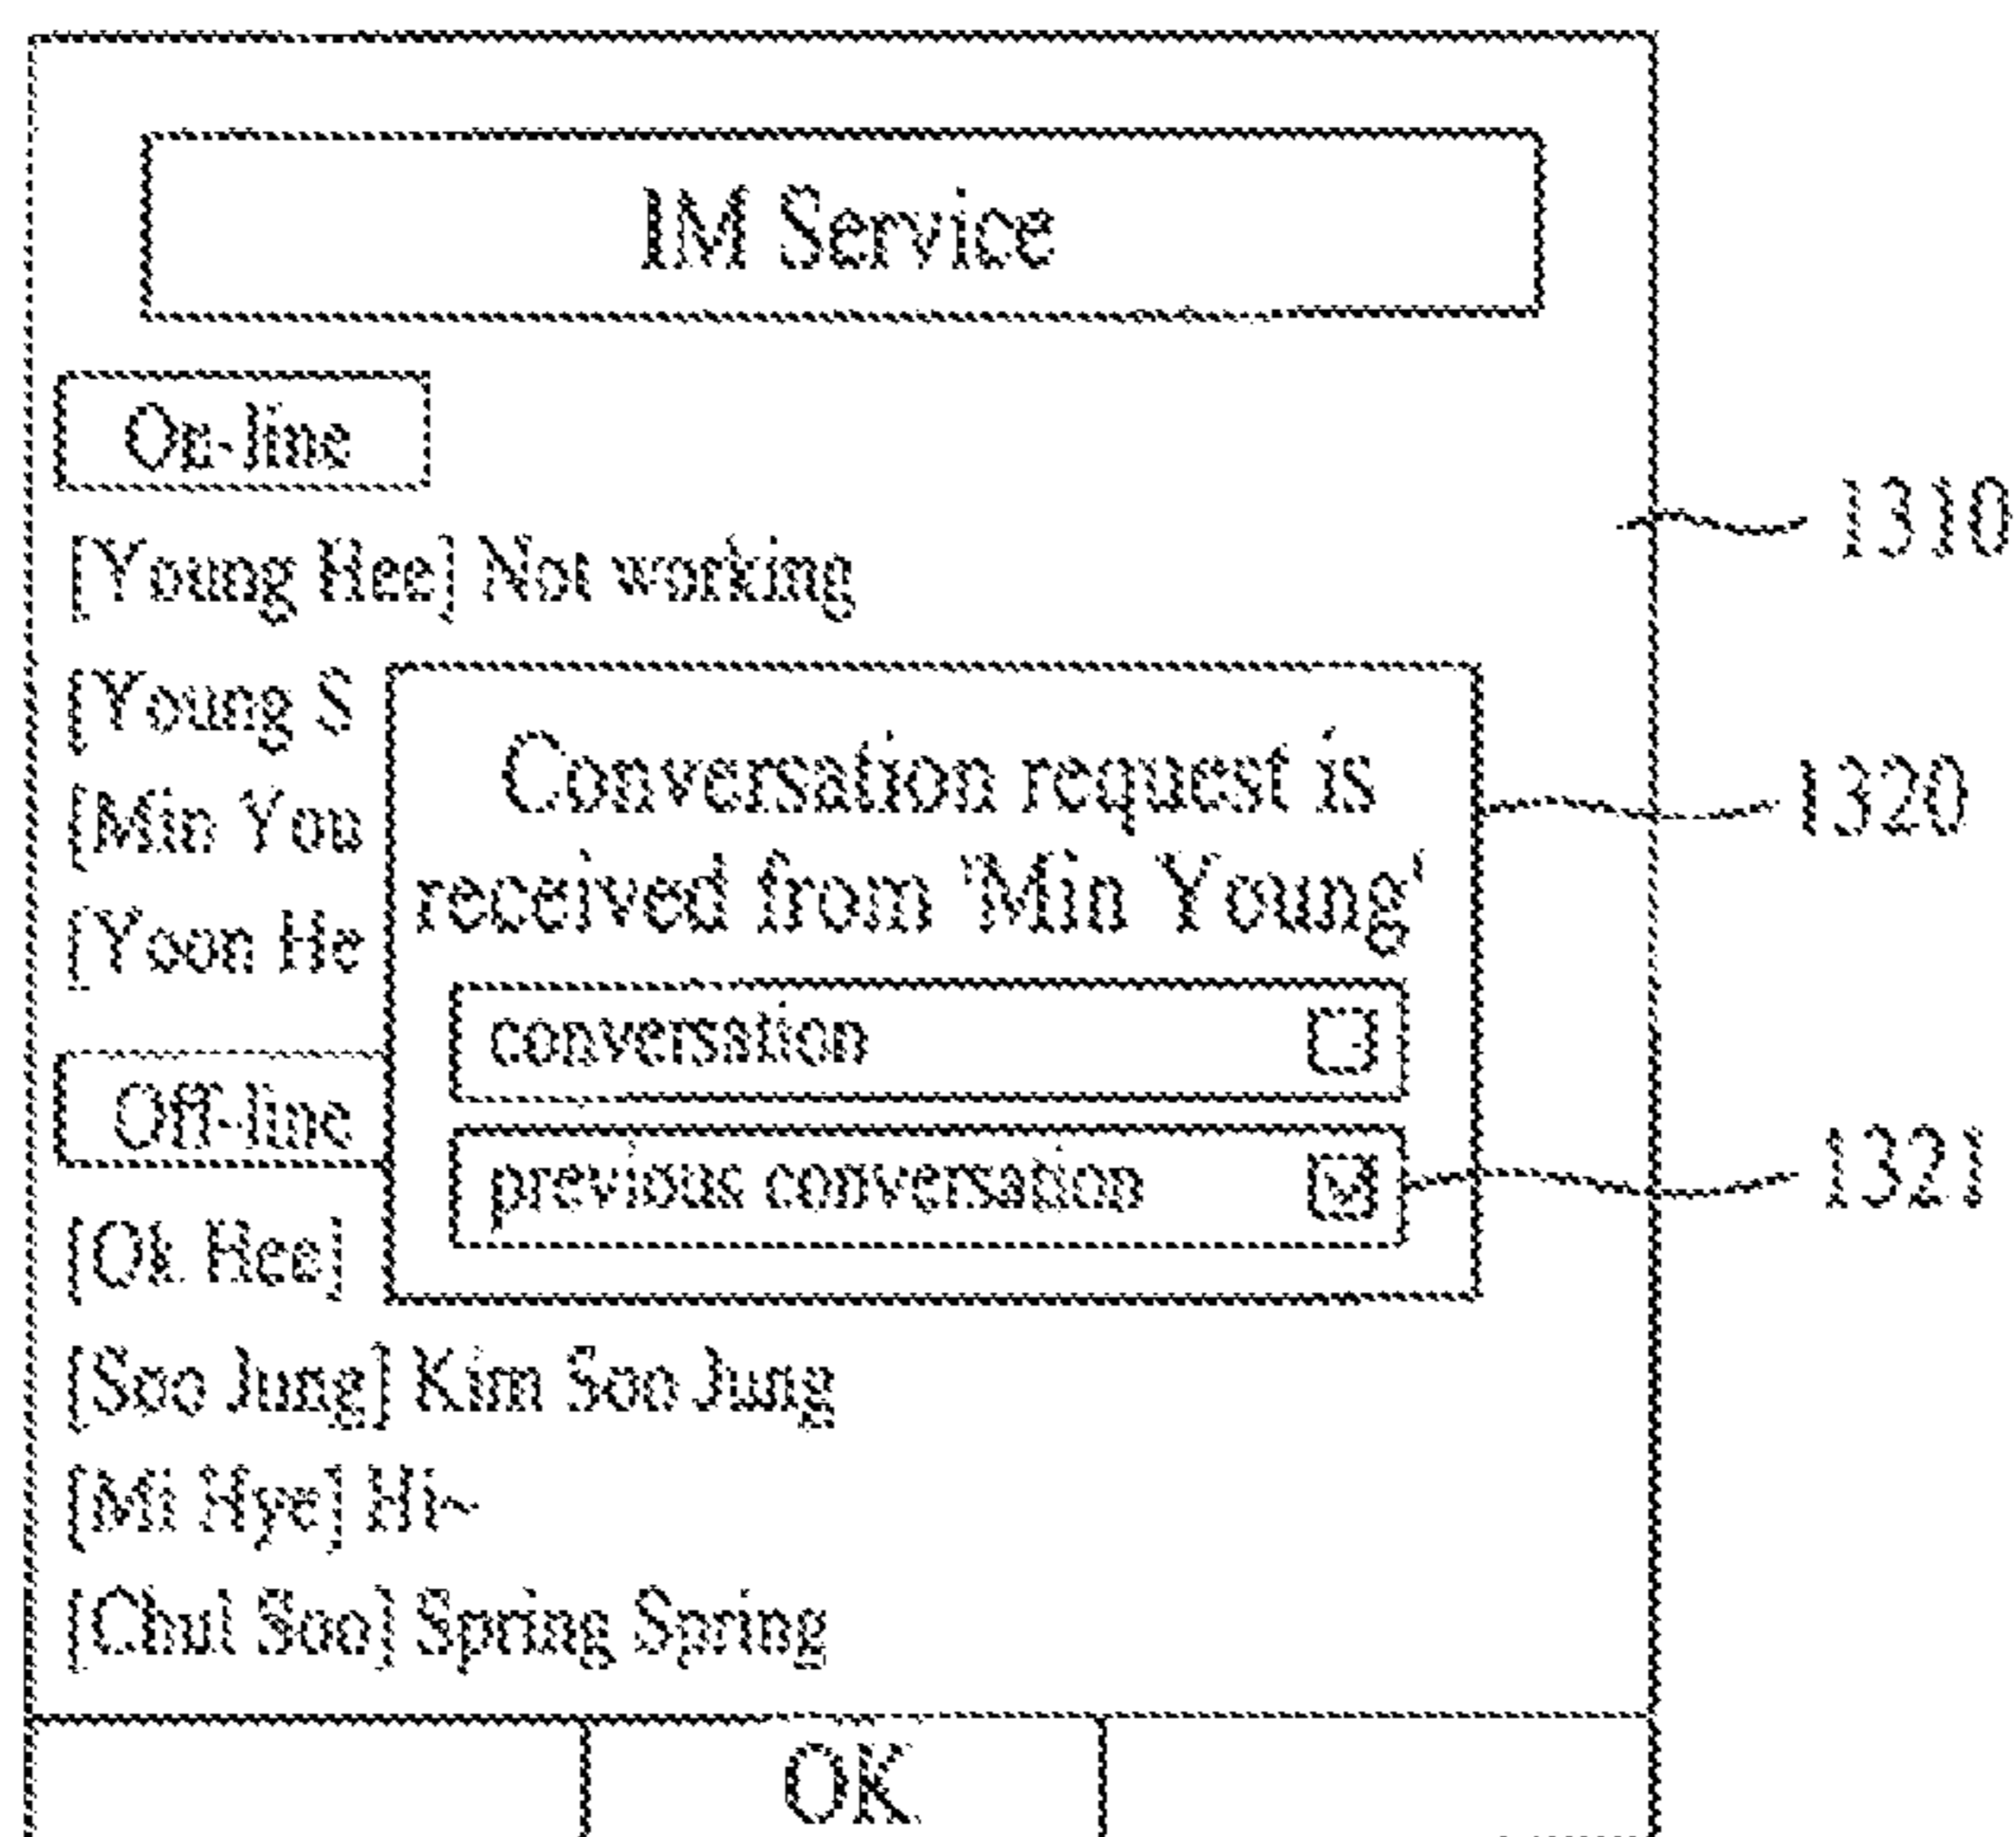 IM Service
On-line
[Young Hee] Not working
1310
[Young S
Conversation request is
1320
[Min You
received from 'Min Young'
[Yoon He
conversation
Off-line
previous conversation
1321
[Ok Hee]
[Soo Jung] Kim Soo Jung
[Mi Hye] Hi~
[Chul Soo] Spring Spring
OK